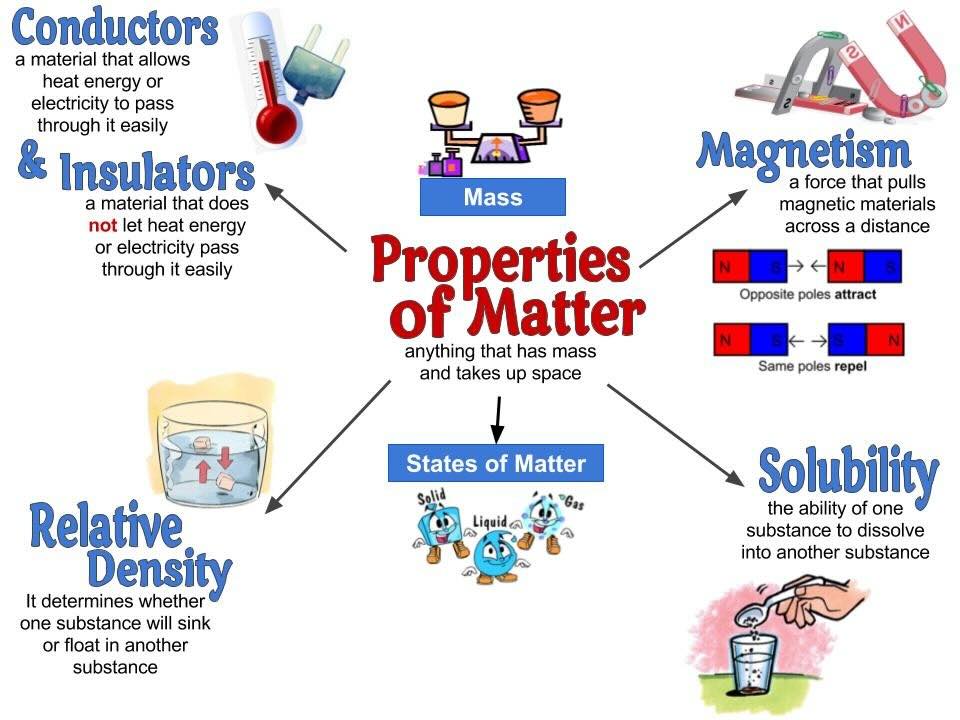 Conductors
a material that allows
heat energy or
electricity to pass
through it easily
& Insulators
a material that does
not let heat energy
or electricity pass
through it easily
Mass
Properties
of Matter
anything that has mass
and takes up space
N
S
S
Magnetism
a force that pulls
magnetic materials
across a distance
N S N S
Opposite poles attract
N S S N
Same poles repel
States of Matter
Solid
Liquid
Gas
Relative
Density
It determines whether
one substance will sink
or float in another
substance
Solubility
the ability of one
substance to dissolve
into another substance